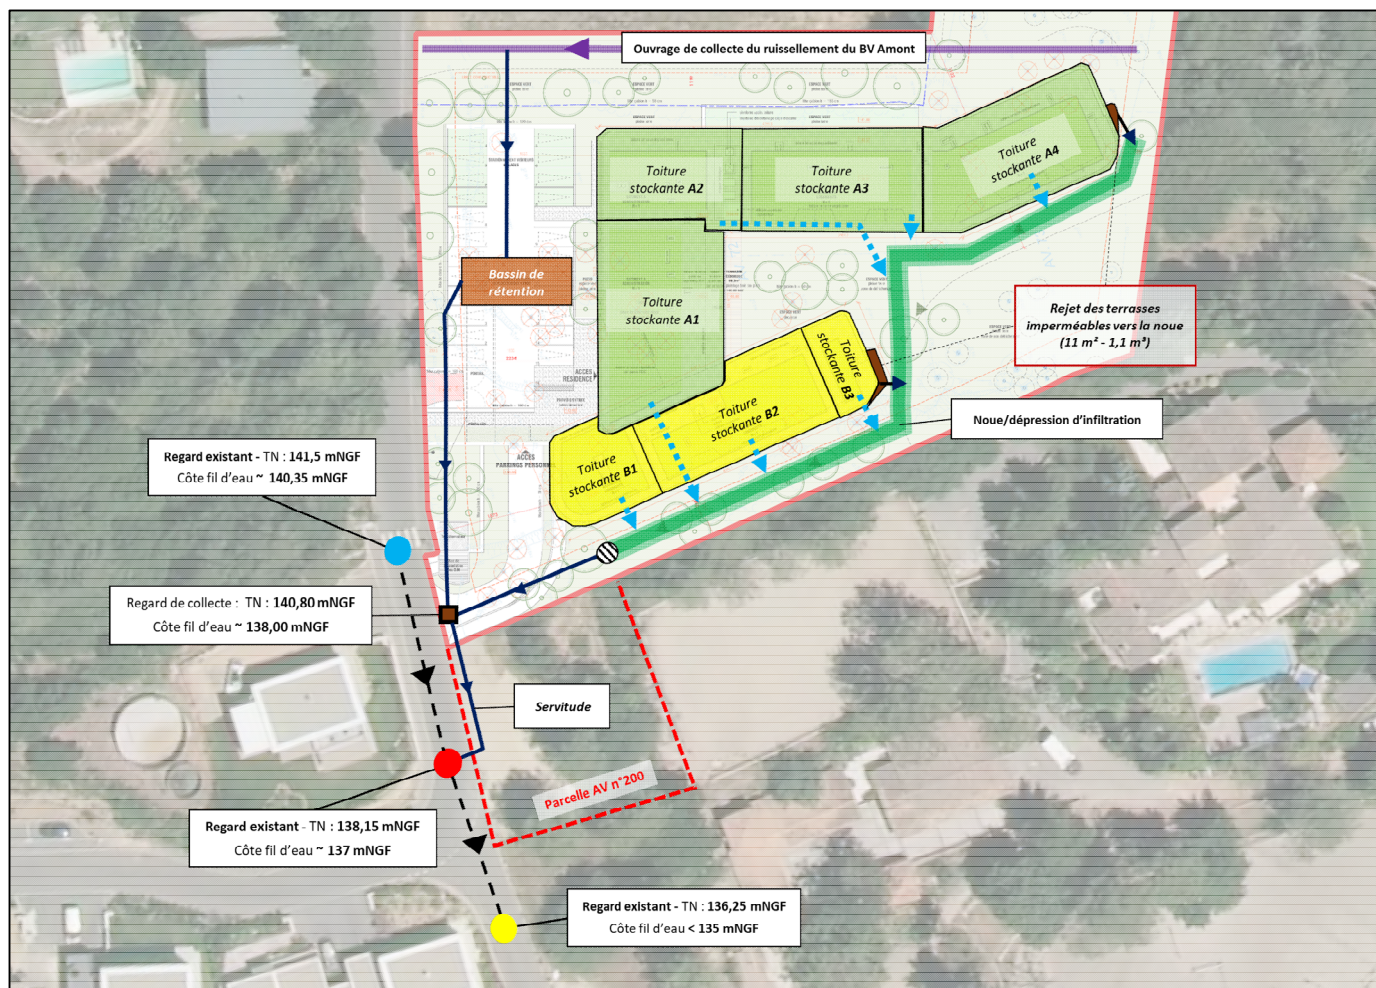 Ouvrage de collecte du ruissellement du BV Amont
Toiture
stockante A4
Toiture
stockante A2
Toiture
stockante A3
Bassin de
rétention
Toiture
stockante A1
Rejet des terrasses
imperméables vers la noue
(11 m² - 1,1 m³)
Toiture
stockante B3
Toiture
stockante B2
Noue/dépression d'infiltration
ACCES
RESIDENCE
Toiture
stockante B1
ACCES
PARKINGS PERSONNEL
Regard existant - TN : 141,5 mNGF
Côte fil d'eau ~ 140,35 mNGF
Regard de collecte : TN : 140,80 mNGF
Côte fil d'eau ~ 138,00 mNGF
Servitude
Parcelle AV n°200
Regard existant - TN : 138,15 mNGF
Côte fil d'eau ~ 137 mNGF
Regard existant - TN : 136,25 mNGF
Côte fil d'eau < 135 mNGF